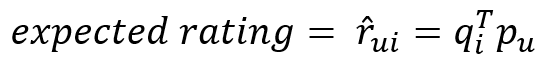 expected rating = r̂ᵤᵢ = qᵢᵀpᵤ